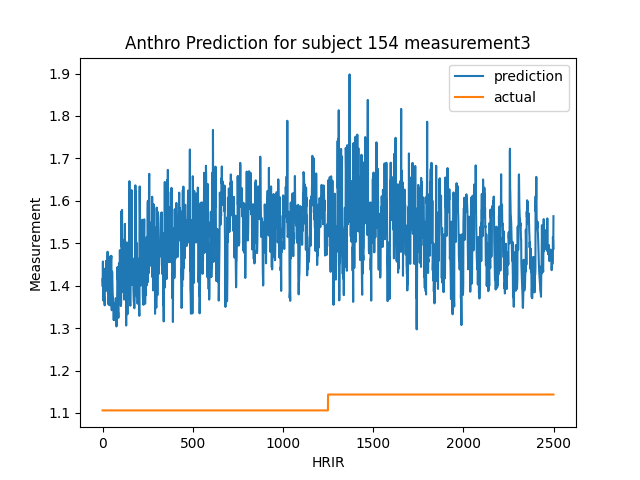 Anthro Prediction for subject 154 measurement3
prediction
actual
Measurement
1.9
1.8
1.7
1.6
1.5
1.4
1.3
1.2
1.1
0 500 1000 1500 2000 2500
HRIR